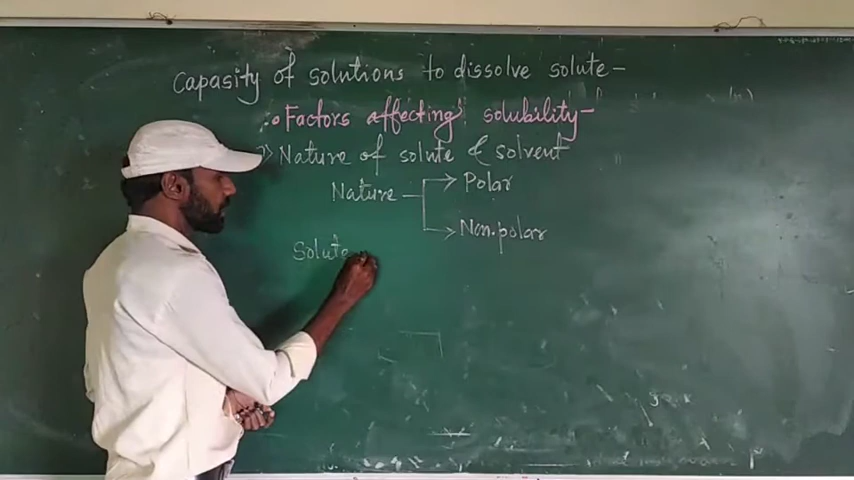 Capasity of solutions to dissolve solute -
Factors affecting solubility -
Nature of solute & solvent -
Nature
Polar
Non-polar
Solute